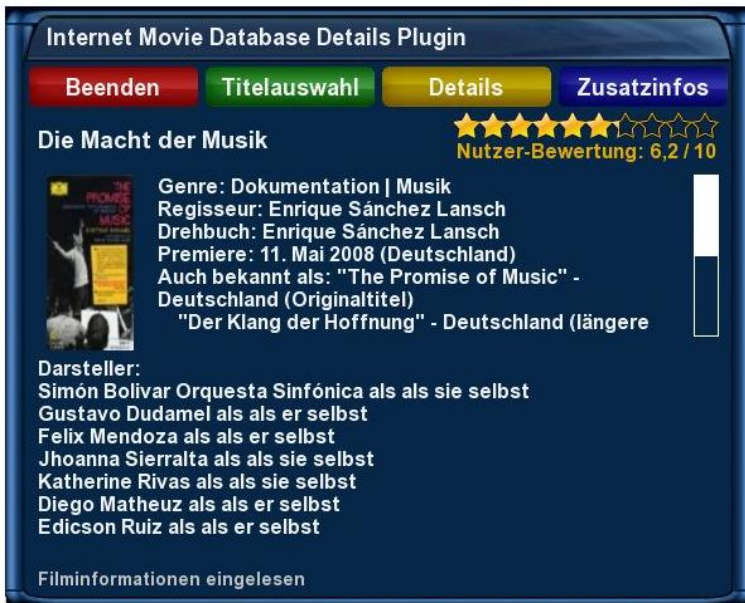 Internet Movie Database Details Plugin
Beenden
Titelauswahl
Details
Zusatzinfos
Die Macht der Musik
Nutzer-Bewertung: 6,2 / 10
THE
PROMISE
OF
MUSIC
Genre: Dokumentation | Musik
Regisseur: Enrique Sánchez Lansch
Drehbuch: Enrique Sánchez Lansch
Premiere: 11. Mai 2008 (Deutschland)
Auch bekannt als: "The Promise of Music" -
Deutschland (Originaltitel)
"Der Klang der Hoffnung" - Deutschland (längere
Darsteller:
Simón Bolivar Orquesta Sinfónica als als sie selbst
Gustavo Dudamel als als er selbst
Felix Mendoza als als er selbst
Jhoanna Sierralta als als sie selbst
Katherine Rivas als als sie selbst
Diego Matheuz als als er selbst
Edicson Ruiz als als er selbst
Filminformationen eingelesen